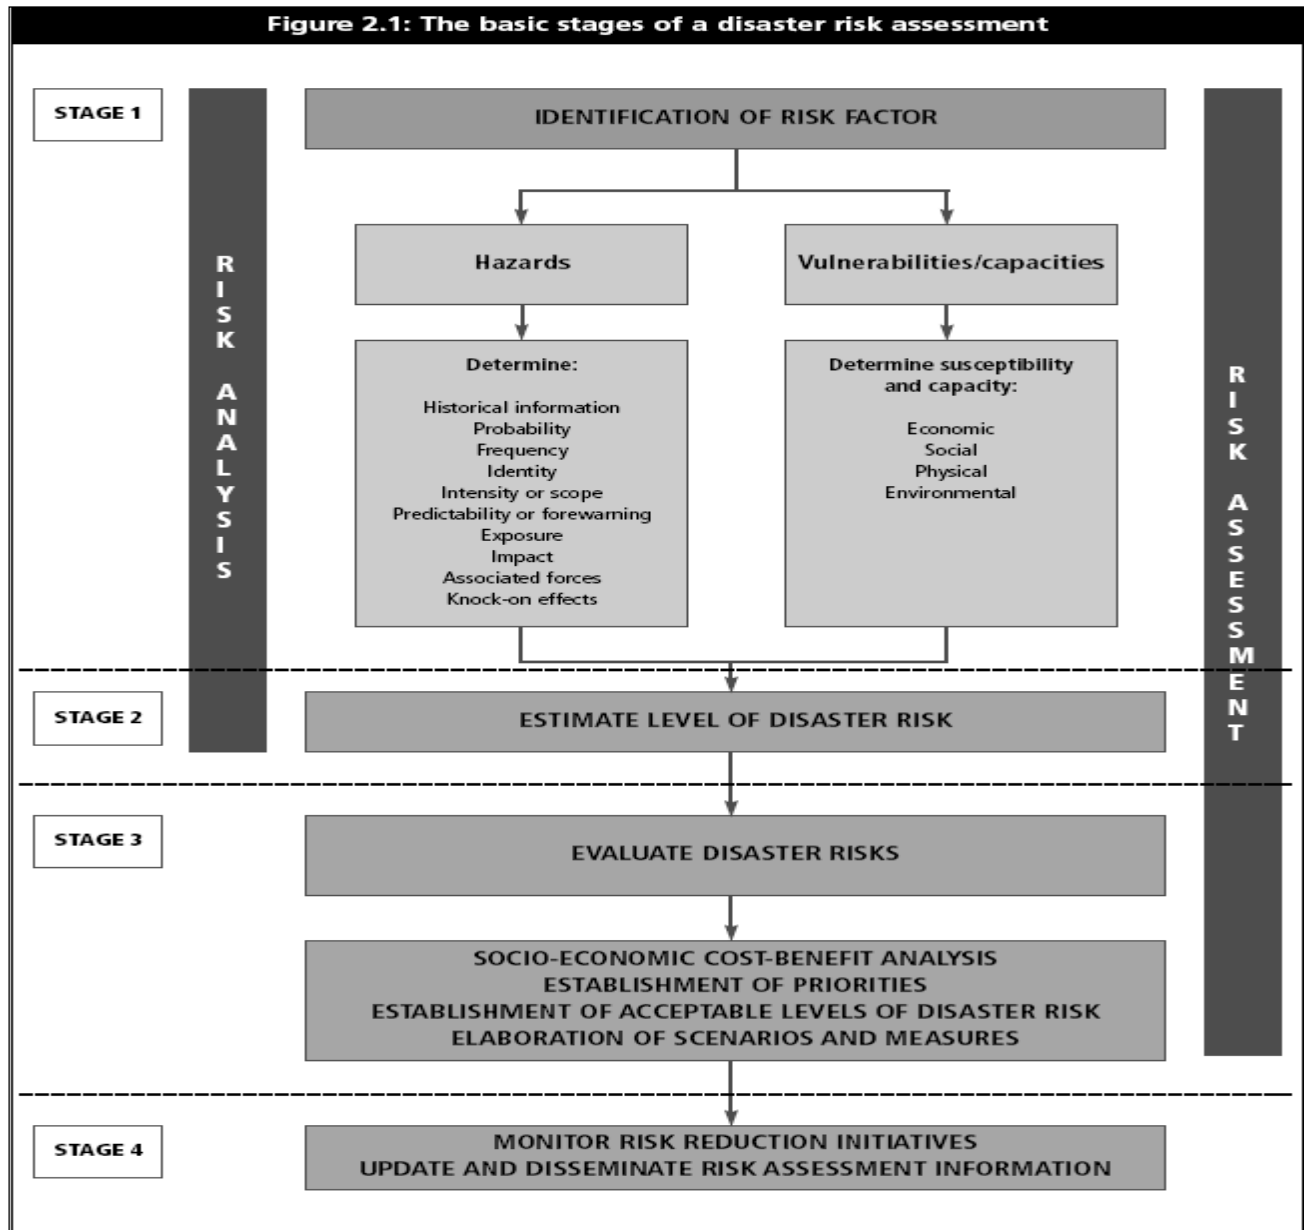 Figure 2.1: The basic stages of a disaster risk assessment
STAGE 1
RISK ANALYSIS
IDENTIFICATION OF RISK FACTOR
RISK ASSESSMENT
Hazards
Vulnerabilities/capacities
Determine:
Historical information
Probability
Frequency
Identity
Intensity or scope
Predictability or forewarning
Exposure
Impact
Associated forces
Knock-on effects
Determine susceptibility
and capacity:
Economic
Social
Physical
Environmental
STAGE 2
ESTIMATE LEVEL OF DISASTER RISK
STAGE 3
EVALUATE DISASTER RISKS
SOCIO-ECONOMIC COST-BENEFIT ANALYSIS
ESTABLISHMENT OF PRIORITIES
ESTABLISHMENT OF ACCEPTABLE LEVELS OF DISASTER RISK
ELABORATION OF SCENARIOS AND MEASURES
STAGE 4
MONITOR RISK REDUCTION INITIATIVES
UPDATE AND DISSEMINATE RISK ASSESSMENT INFORMATION